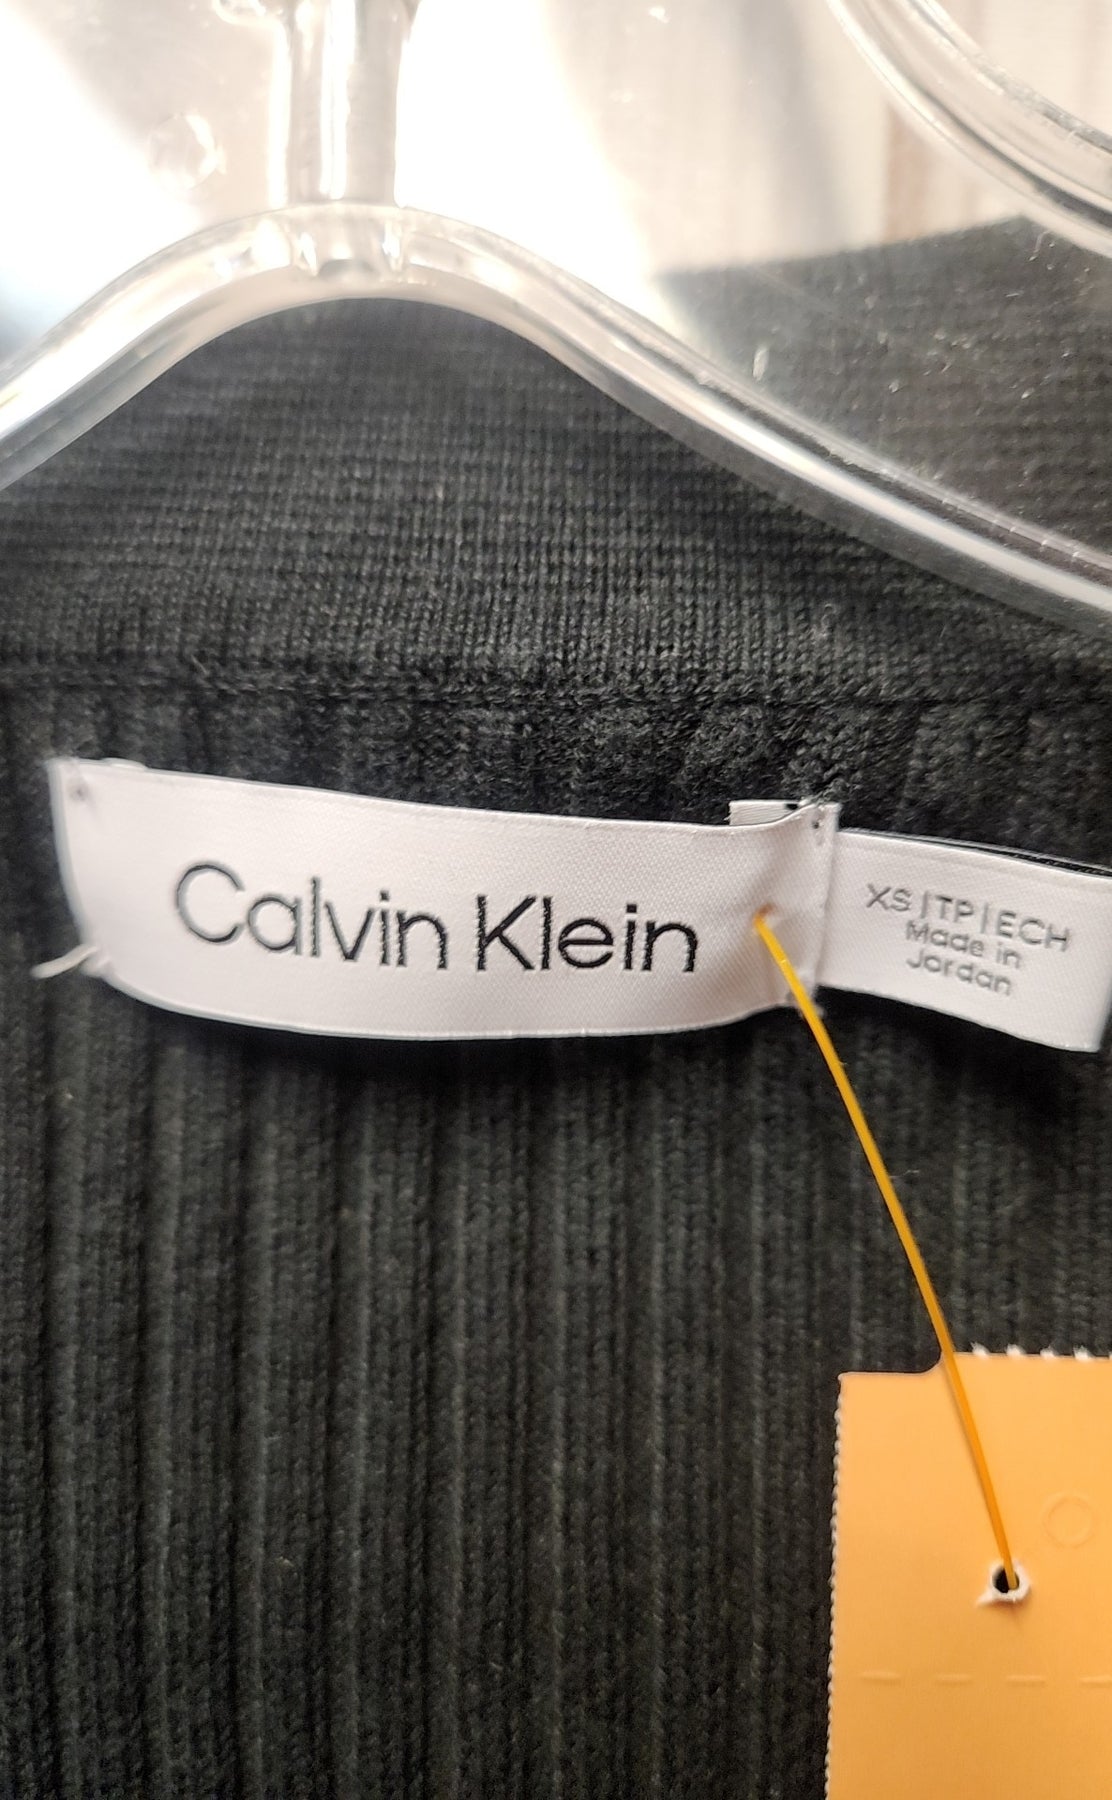 Calvin Klein
XS|TP|ECH
Made in
Jordan